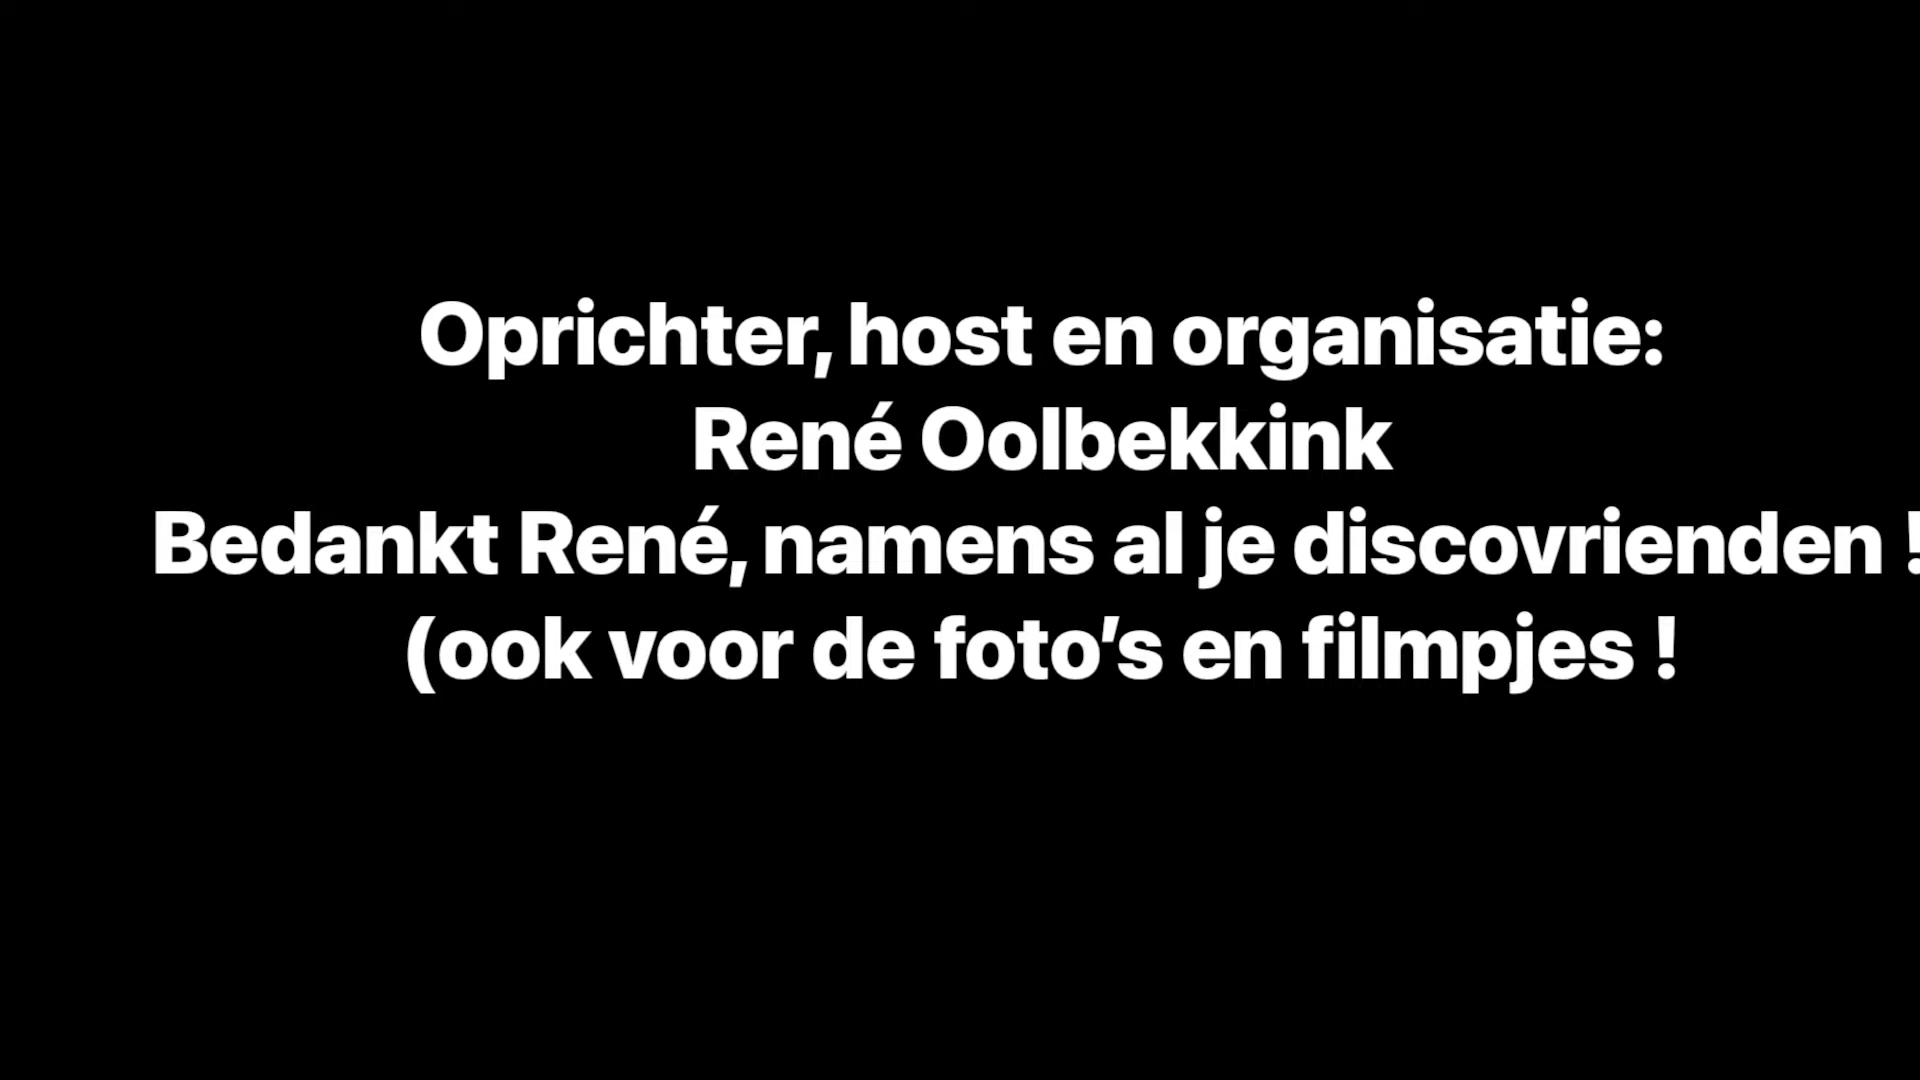 Oprichter, host en organisatie:
René Oolbekkink
Bedankt René, namens al je discovrienden !
(ook voor de foto’s en filmpjes !